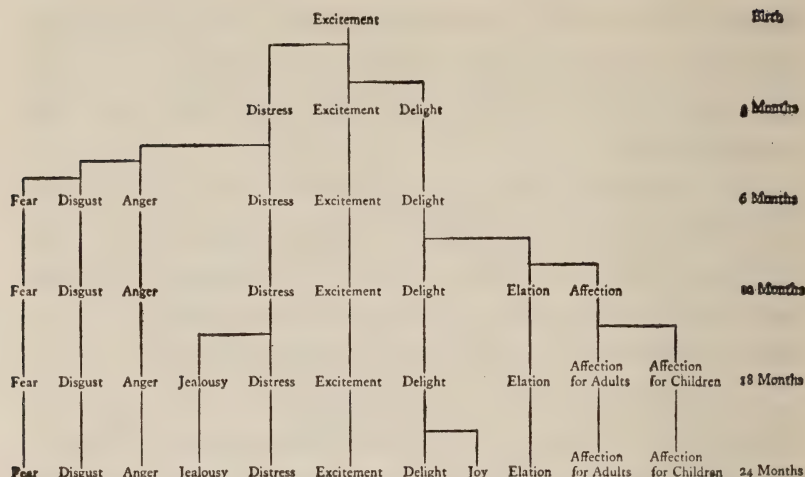 Excitement Birth
Distress Excitement Delight 3 Months
Fear Disgust Anger Distress Excitement Delight 6 Months
Fear Disgust Anger Distress Excitement Delight Elation Affection Months
Affection Affection
Fear Disgust Anger Jealousy Distress Excitement Delight Elation for Adults for Children 18 Months
Affection Affection
Fear Disgust Anger Jealousy Distress Excitement Delight Joy Elation for Adults for Children 24 Months